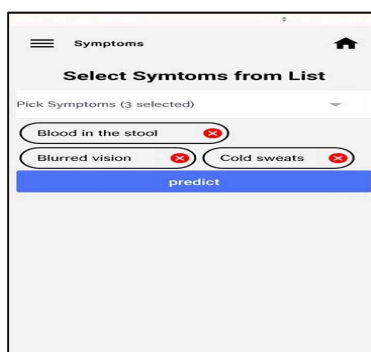 Symptoms
Select Symtoms from List
Pick Symptoms (3 selected)
Blood in the stool
Blurred vision Cold sweats
predict